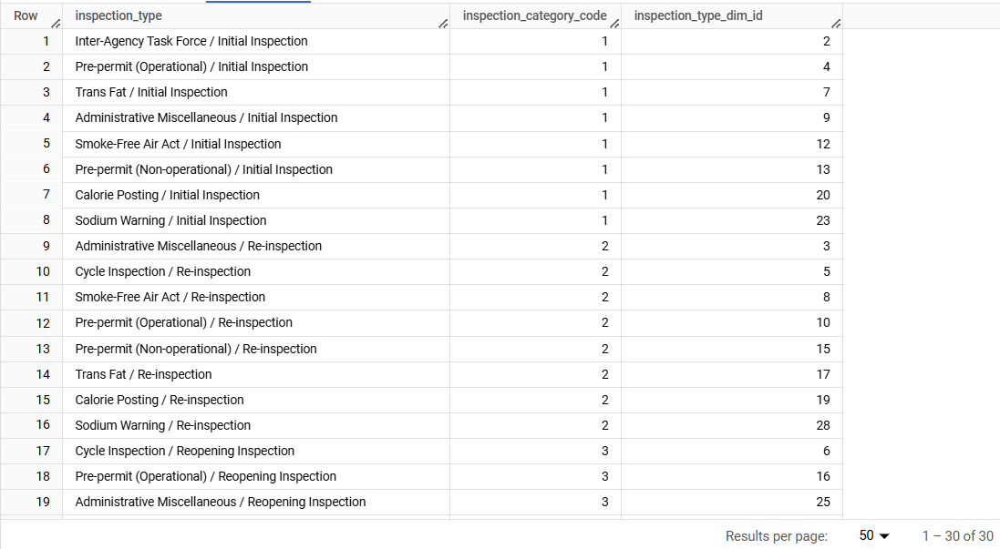 Row inspection_type inspection_category_code inspection_type_dim_id
1 Inter-Agency Task Force / Initial Inspection 1 2
2 Pre-permit (Operational) / Initial Inspection 1 4
3 Trans Fat / Initial Inspection 1 7
4 Administrative Miscellaneous / Initial Inspection 1 9
5 Smoke-Free Air Act / Initial Inspection 1 12
6 Pre-permit (Non-operational) / Initial Inspection 1 13
7 Calorie Posting / Initial Inspection 1 20
8 Sodium Warning / Initial Inspection 1 23
9 Administrative Miscellaneous / Re-inspection 2 3
10 Cycle Inspection / Re-inspection 2 5
11 Smoke-Free Air Act / Re-inspection 2 8
12 Pre-permit (Operational) / Re-inspection 2 10
13 Pre-permit (Non-operational) / Re-inspection 2 15
14 Trans Fat / Re-inspection 2 17
15 Calorie Posting / Re-inspection 2 19
16 Sodium Warning / Re-inspection 2 28
17 Cycle Inspection / Reopening Inspection 3 6
18 Pre-permit (Operational) / Reopening Inspection 3 16
19 Administrative Miscellaneous / Reopening Inspection 3 25
Results per page: 50 1 – 30 of 30